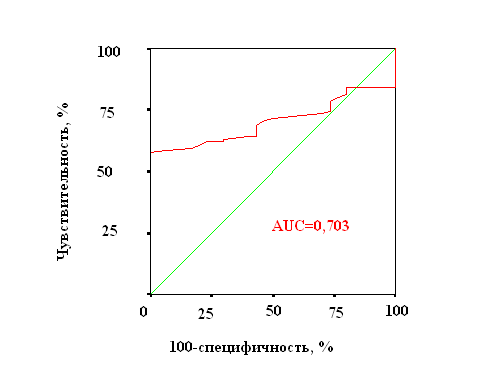 100
75
50
25
Чувствительность, %
AUC=0,703
0 25 50 75 100
100-специфичность, %